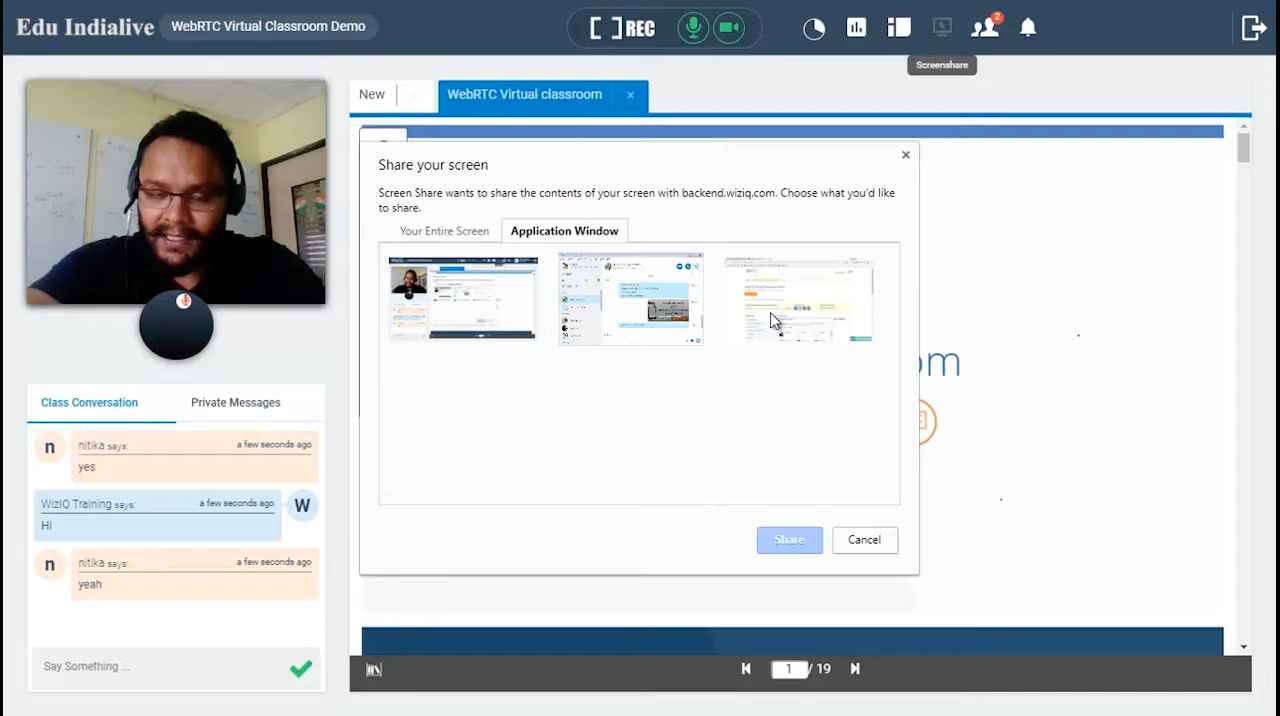 Edu Indialive
WebRTC Virtual Classroom Demo
REC
2
Screenshare
New
WebRTC Virtual classroom
Share your screen
Screen Share wants to share the contents of your screen with backend.wiziq.com. Choose what you'd like
to share.
Your Entire Screen
Application Window
om
Share
Cancel
Class Conversation
Private Messages
n
nitika says:
a few seconds ago
yes
WizIQ Training says:
a few seconds ago
W
Hi
n
nitika says:
a few seconds ago
yeah
Say Something ...
1 / 19